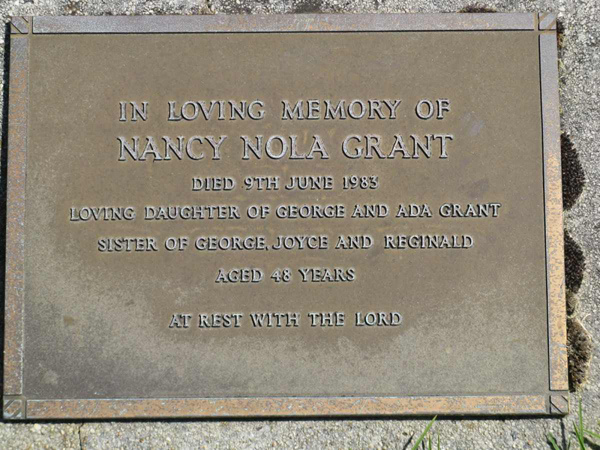 IN LOVING MEMORY OF
NANCY NOLA GRANT
DIED 9TH JUNE 1983
LOVING DAUGHTER OF GEORGE AND ADA GRANT
SISTER OF GEORGE, JOYCE AND REGINALD
AGED 48 YEARS
AT REST WITH THE LORD